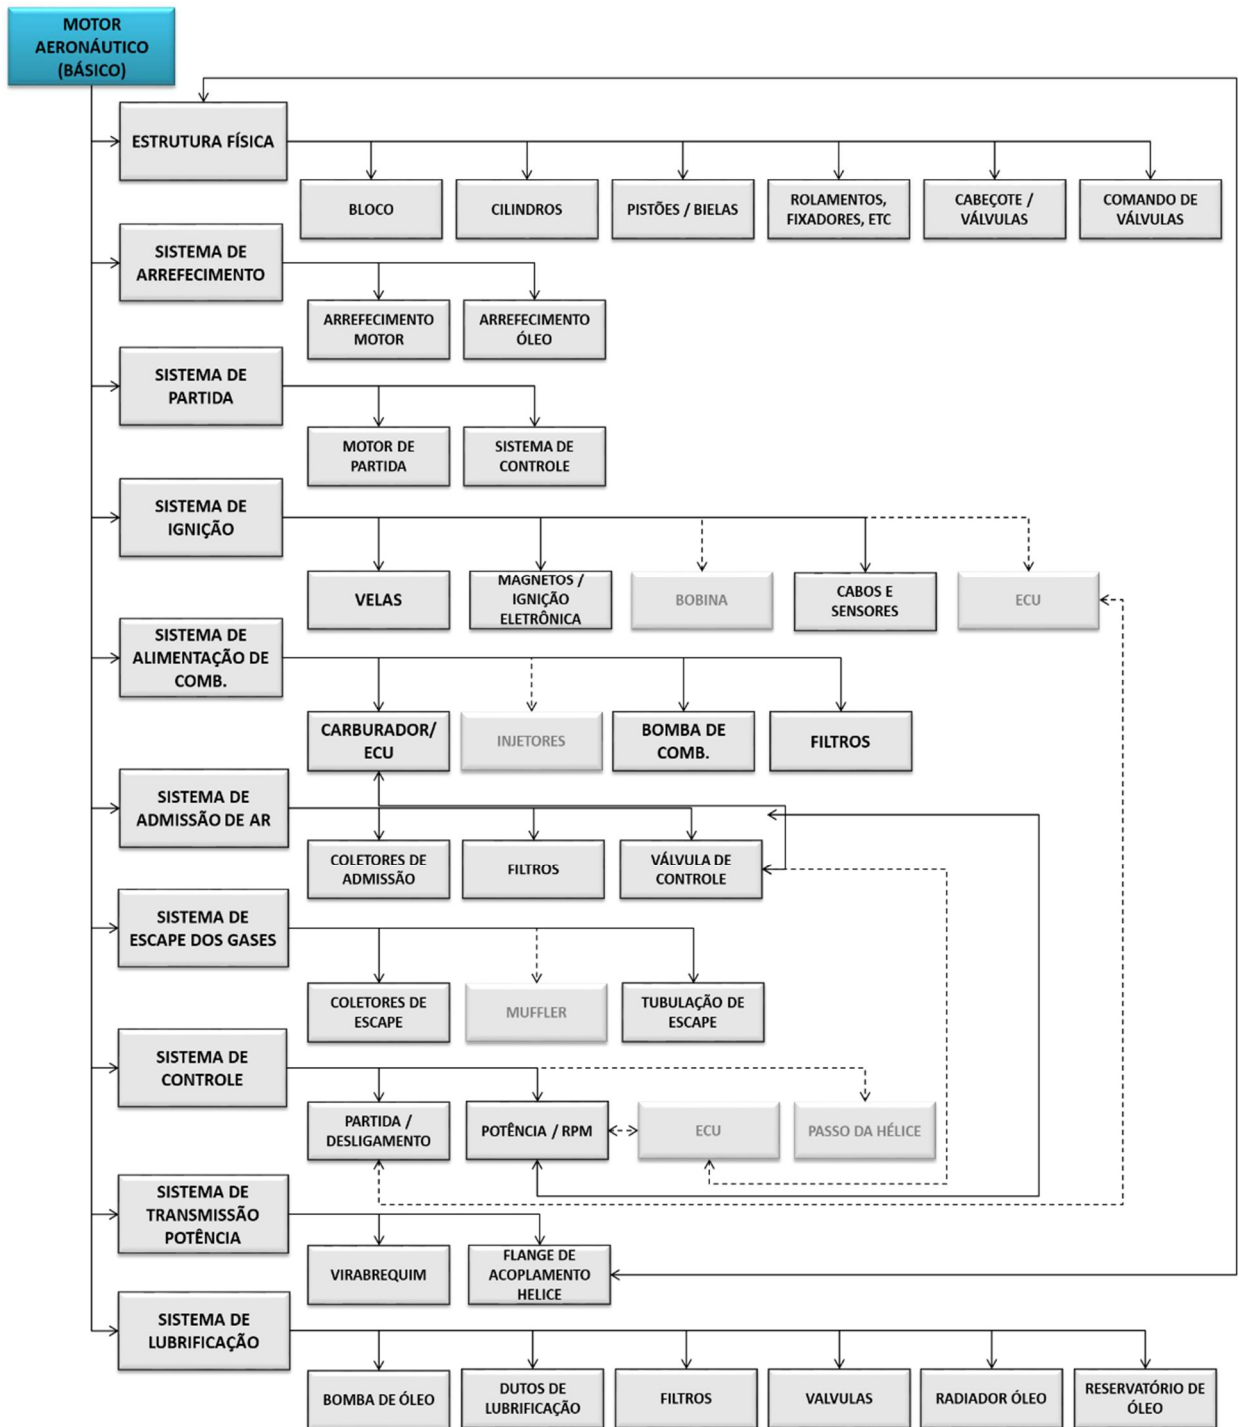 MOTOR
AERONÁUTICO
(BÁSICO)
ESTRUTURA FÍSICA
BLOCO
CILINDROS
PISTÕES / BIELAS
ROLAMENTOS,
FIXADORES, ETC
CABEÇOTE /
VÁLVULAS
COMANDO DE
VÁLVULAS
SISTEMA DE
ARREFECIMENTO
ARREFECIMENTO
MOTOR
ARREFECIMENTO
ÓLEO
SISTEMA DE
PARTIDA
MOTOR DE
PARTIDA
SISTEMA DE
CONTROLE
SISTEMA DE
IGNIÇÃO
VELAS
MAGNETOS /
IGNIÇÃO
ELETRÔNICA
BOBINA
CABOS E
SENSORES
ECU
SISTEMA DE
ALIMENTAÇÃO DE
COMB.
CARBURADOR/
ECU
INJETORES
BOMBA DE
COMB.
FILTROS
SISTEMA DE
ADMISSÃO DE AR
COLETORES DE
ADMISSÃO
FILTROS
VÁLVULA DE
CONTROLE
SISTEMA DE
ESCAPE DOS GASES
COLETORES DE
ESCAPE
MUFFLER
TUBULAÇÃO DE
ESCAPE
SISTEMA DE
CONTROLE
PARTIDA /
DESLIGAMENTO
POTÊNCIA / RPM
ECU
PASSO DA HÉLICE
SISTEMA DE
TRANSMISSÃO
POTÊNCIA
VIRABREQUIM
FLANGE DE
ACOPLAMENTO
HELICE
SISTEMA DE
LUBRIFICAÇÃO
BOMBA DE ÓLEO
DUTOS DE
LUBRIFICAÇÃO
FILTROS
VALVULAS
RADIADOR ÓLEO
RESERVATÓRIO DE
ÓLEO